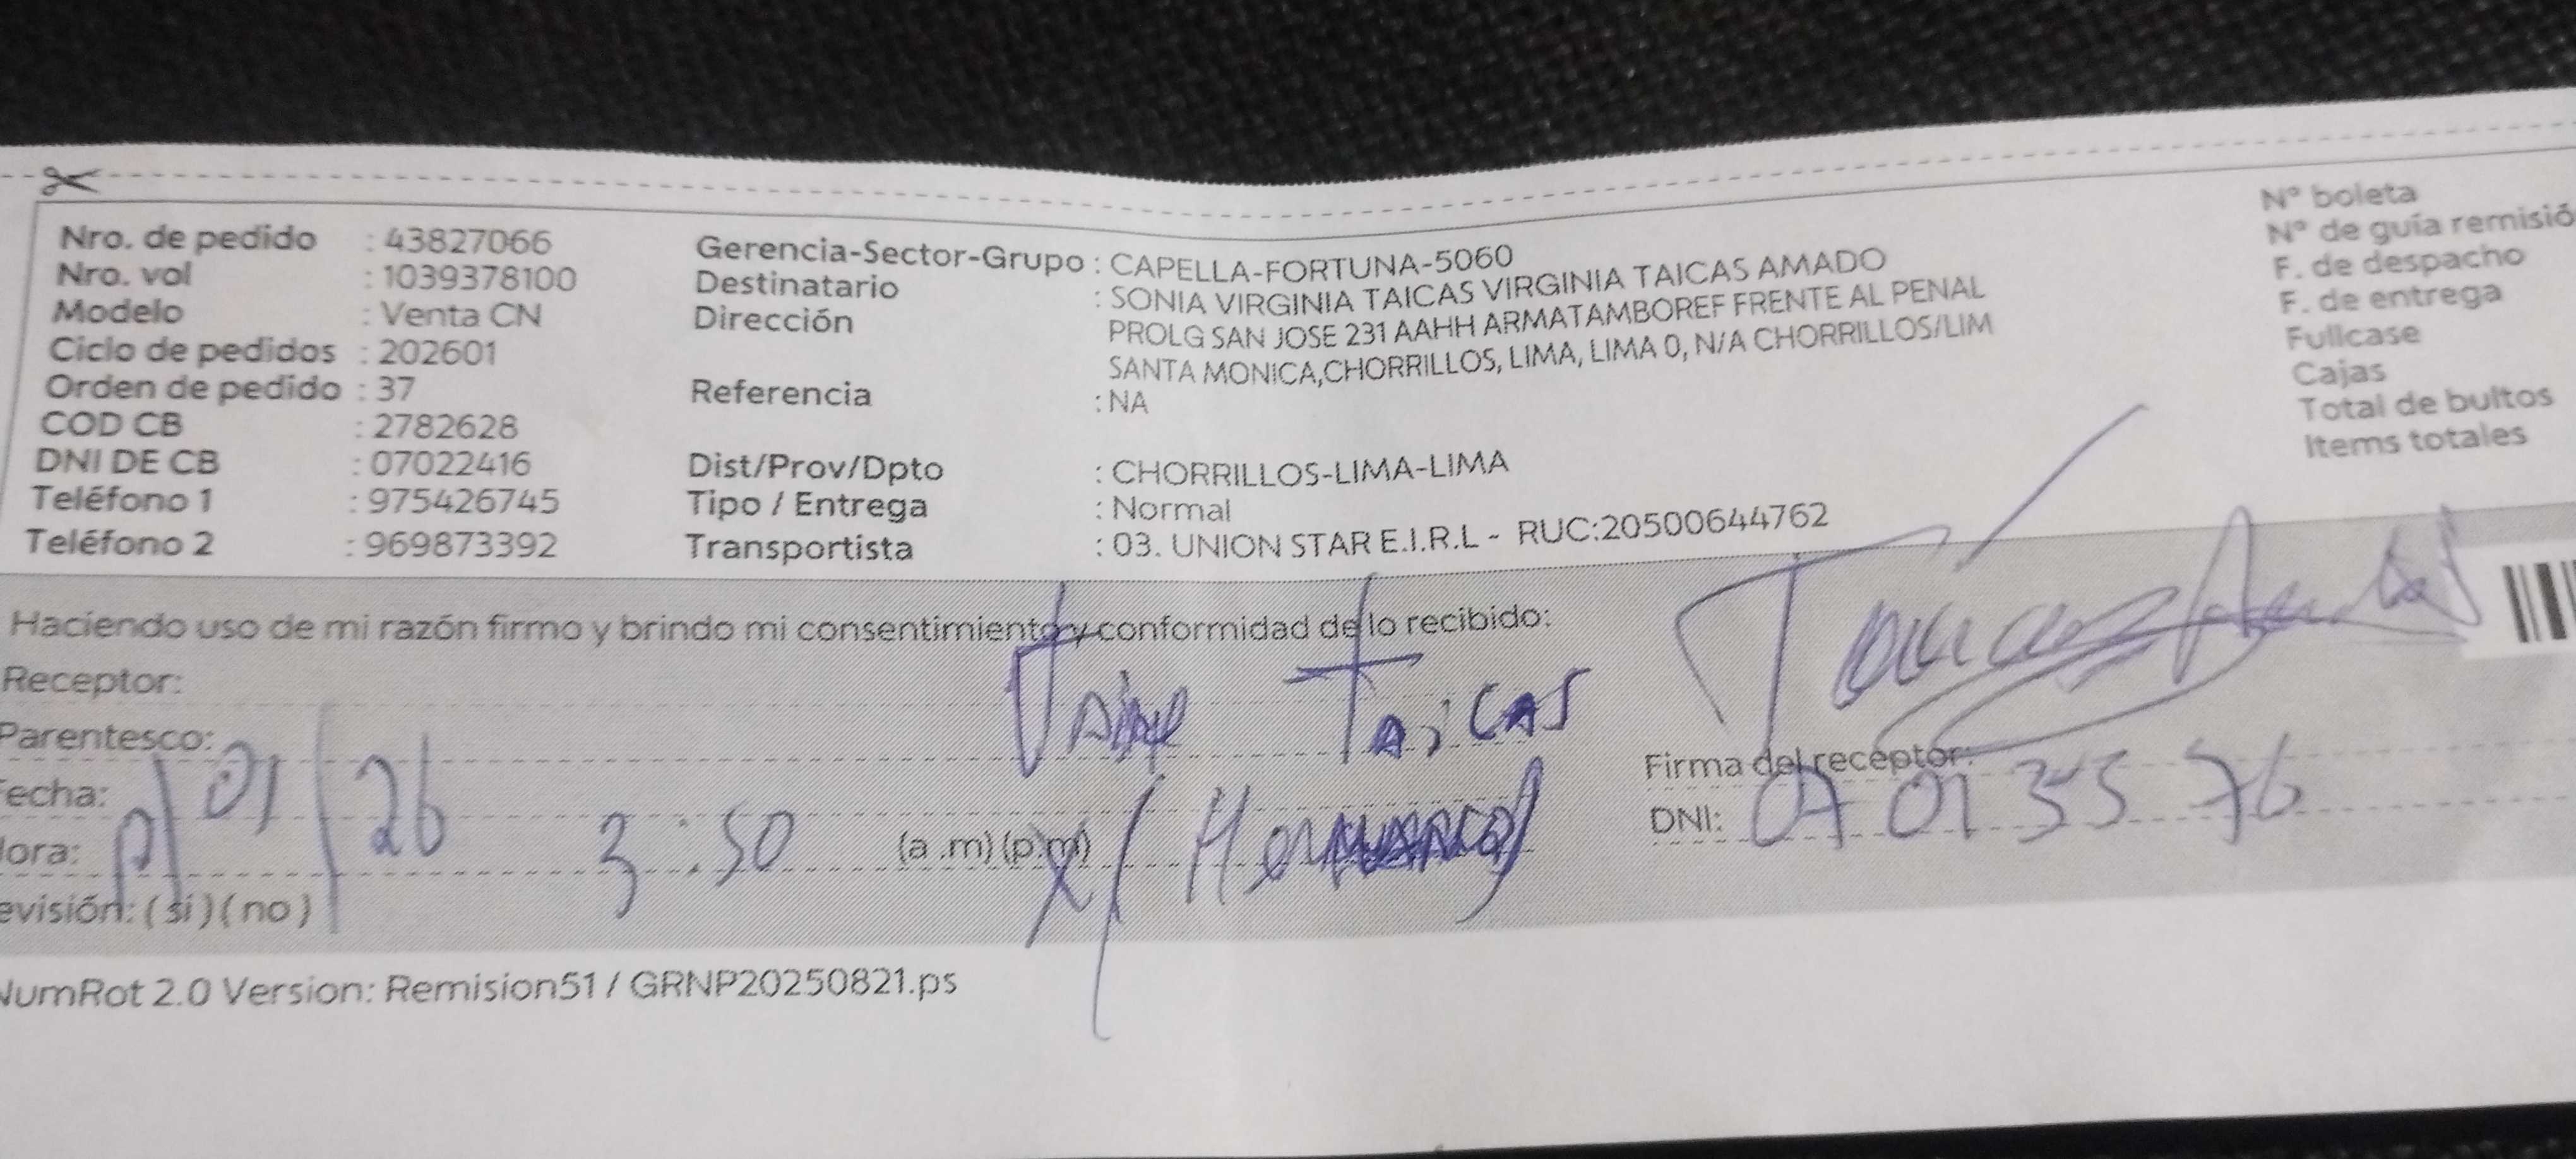 Nro. de pedido : 43827066
Nro. vol : 1039378100
Modelo : Venta CN
Ciclo de pedidos : 202601
Orden de pedido : 37
COD CB : 2782628
DNI DE CB : 07022416
Teléfono 1 : 975426745
Teléfono 2 : 969873392
Gerencia-Sector-Grupo : CAPELLA-FORTUNA-5060
Destinatario : SONIA VIRGINIA TAICAS VIRGINIA TAICAS AMADO
Dirección PROLG SAN JOSE 231 AAHH ARMATAMBOREF FRENTE AL PENAL
SANTA MONICA,CHORRILLOS, LIMA, LIMA 0, N/A CHORRILLOS/LIM
Referencia : NA
Dist/Prov/Dpto : CHORRILLOS-LIMA-LIMA
Tipo / Entrega : Normal
Transportista : 03. UNION STAR E.I.R.L - RUC:20500644762
N° boleta
N° de guía remisió
F. de despacho
F. de entrega
Fullcase
Cajas
Total de bultos
Items totales
Haciendo uso de mi razón firmo y brindo mi consentimiento y conformidad de lo recibido:
Receptor: Taicas
Parentesco:
Fecha: 01/26
Hora: 3:50 (a .m) (p.m)
Firma del receptor:
DNI:
evisión: ( si ) ( no )
NumRot 2.0 Version: Remision51 / GRNP20250821.ps